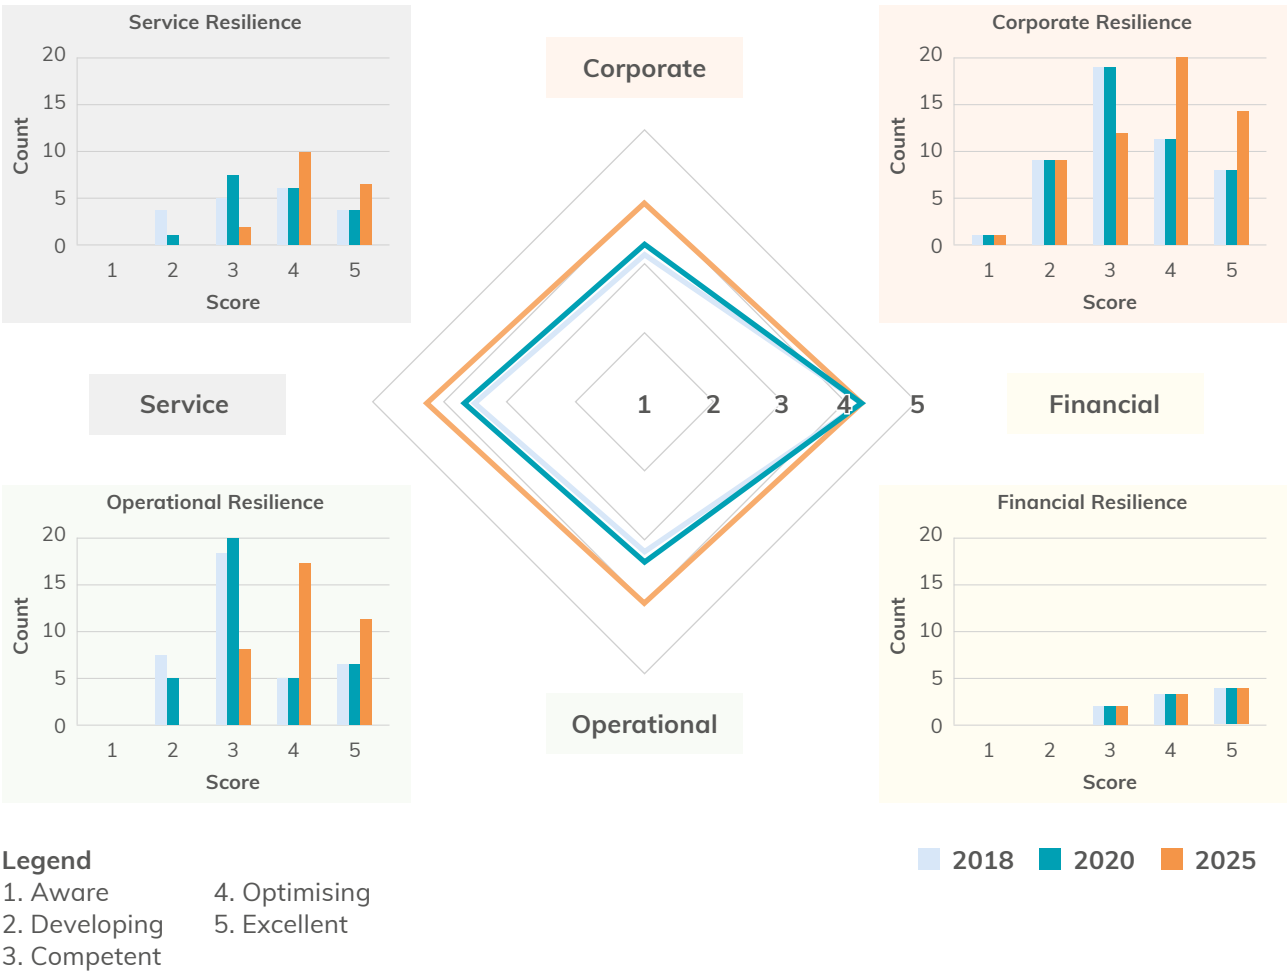 Service Resilience
20
15
10
5
0
Count
1 2 3 4 5
Score
Corporate
Corporate Resilience
20
15
10
5
0
Count
1 2 3 4 5
Score
Service
1 2 3 4 5
Financial
Operational Resilience
20
15
10
5
0
Count
1 2 3 4 5
Score
Operational
Financial Resilience
20
15
10
5
0
Count
1 2 3 4 5
Score
Legend
1. Aware
2. Developing
3. Competent
4. Optimising
5. Excellent
2018 2020 2025